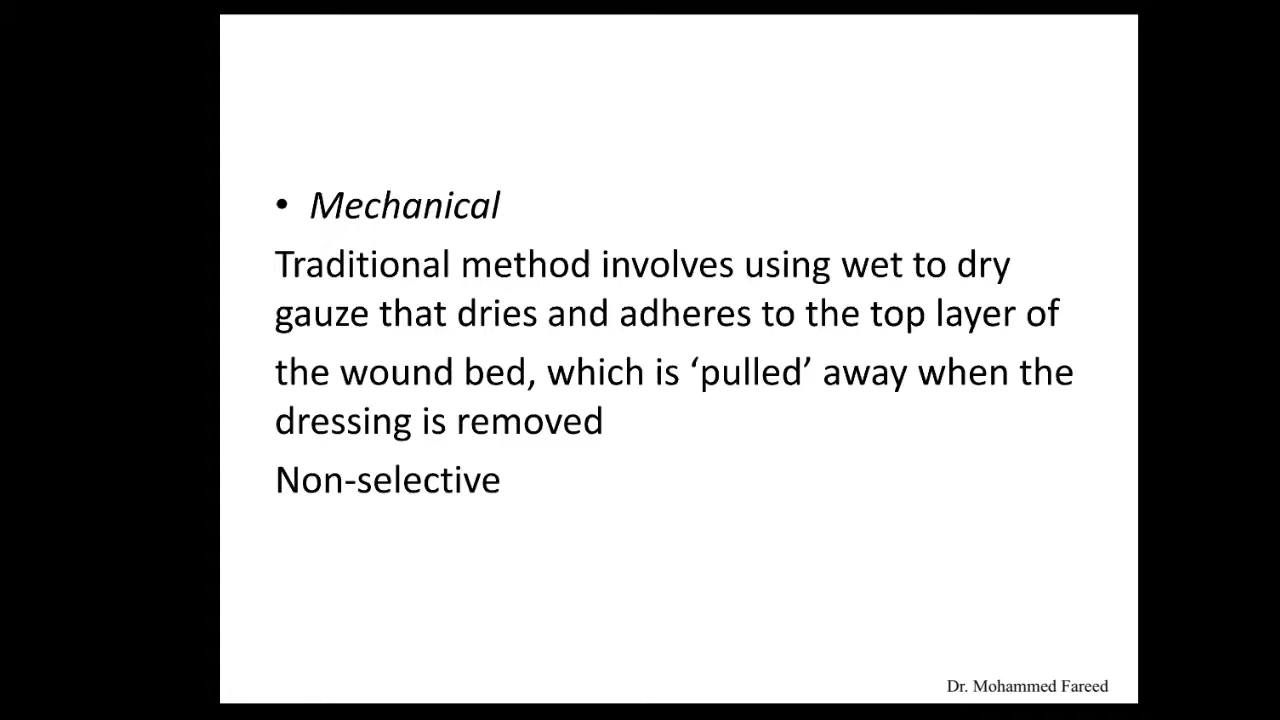 • Mechanical
Traditional method involves using wet to dry
gauze that dries and adheres to the top layer of
the wound bed, which is ‘pulled’ away when the
dressing is removed
Non-selective
Dr. Mohammed Fareed